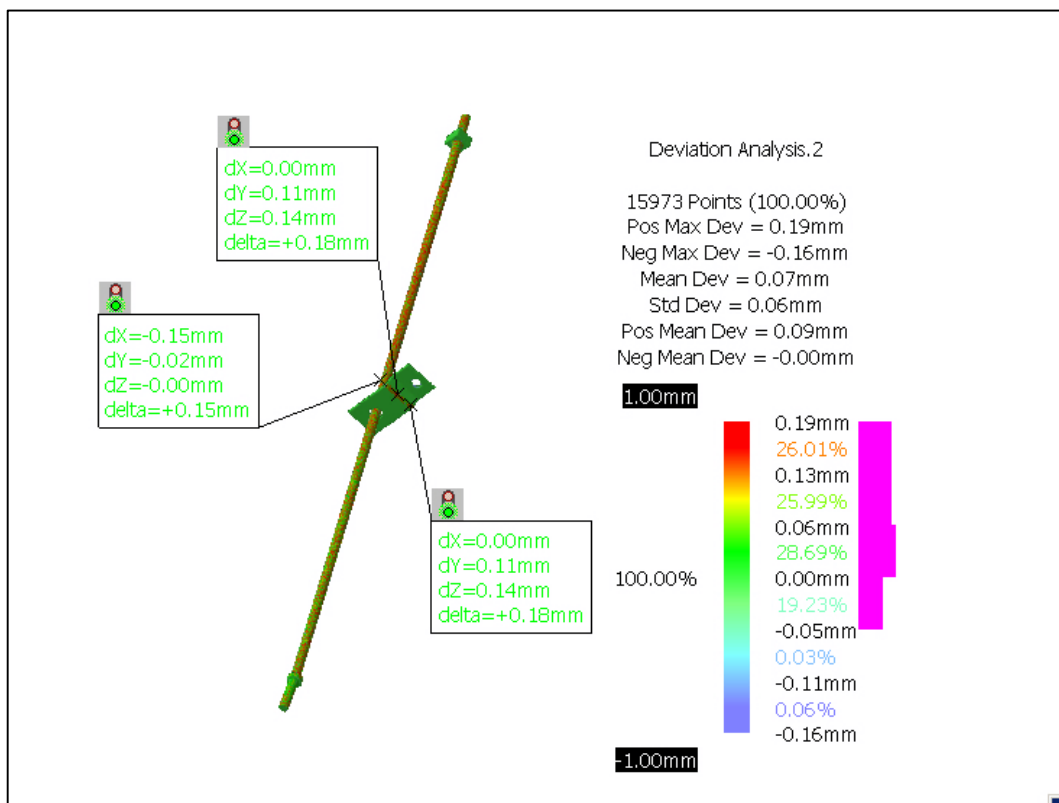 dX=0.00mm
dY=0.11mm
dZ=0.14mm
delta=+0.18mm
dX=-0.15mm
dY=-0.02mm
dZ=-0.00mm
delta=+0.15mm
dX=0.00mm
dY=0.11mm
dZ=0.14mm
delta=+0.18mm
Deviation Analysis.2
15973 Points (100.00%)
Pos Max Dev = 0.19mm
Neg Max Dev = -0.16mm
Mean Dev = 0.07mm
Std Dev = 0.06mm
Pos Mean Dev = 0.09mm
Neg Mean Dev = -0.00mm
1.00mm
0.19mm
26.01%
0.13mm
25.99%
0.06mm
28.69%
100.00%
0.00mm
19.23%
-0.05mm
0.03%
-0.11mm
0.06%
-0.16mm
-1.00mm